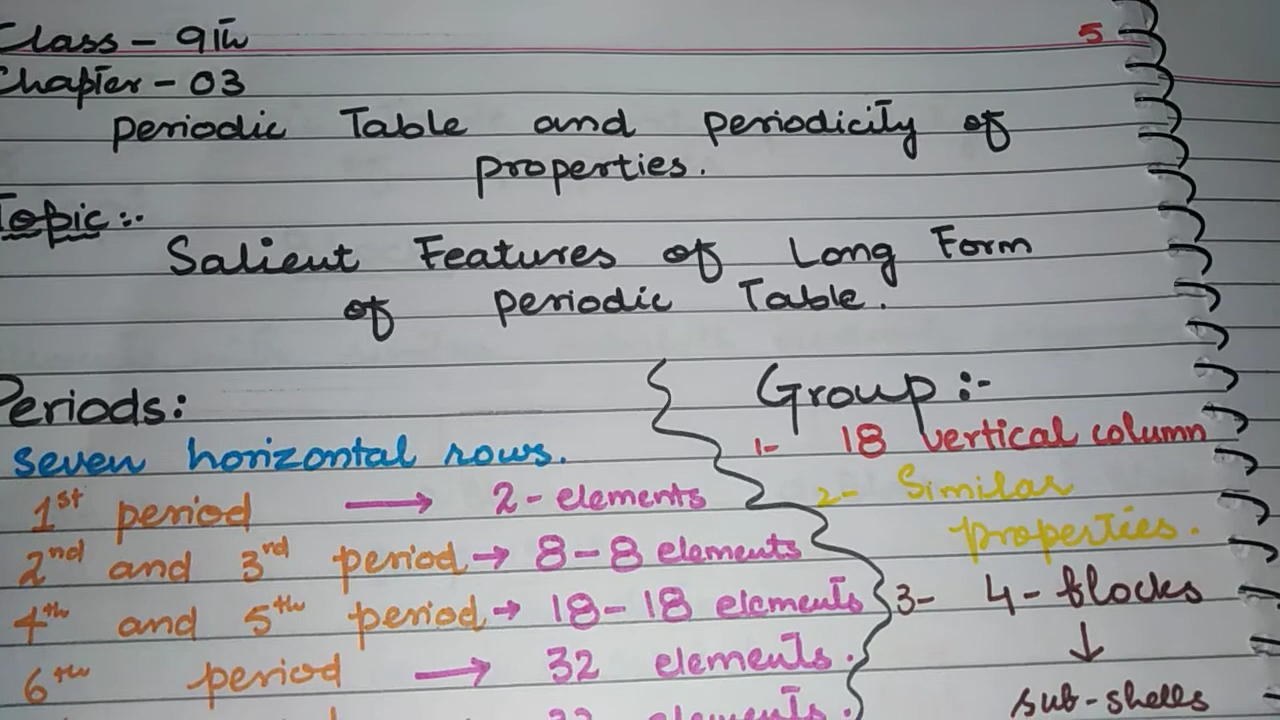 Class - 9th
5
Chapter - 03
Periodic Table and periodicity of
properties.
Topic :-
Salient Features of Long Form
of periodic Table.
Periods:
seven horizontal rows.
1st period → 2 - elements
2nd and 3rd period → 8 - 8 elements
4th and 5th period → 18 - 18 elements
6th period → 32 elements.
Group :-
1- 18 vertical column
2- Similar
properties.
3- 4 - blocks
↓
sub - shells